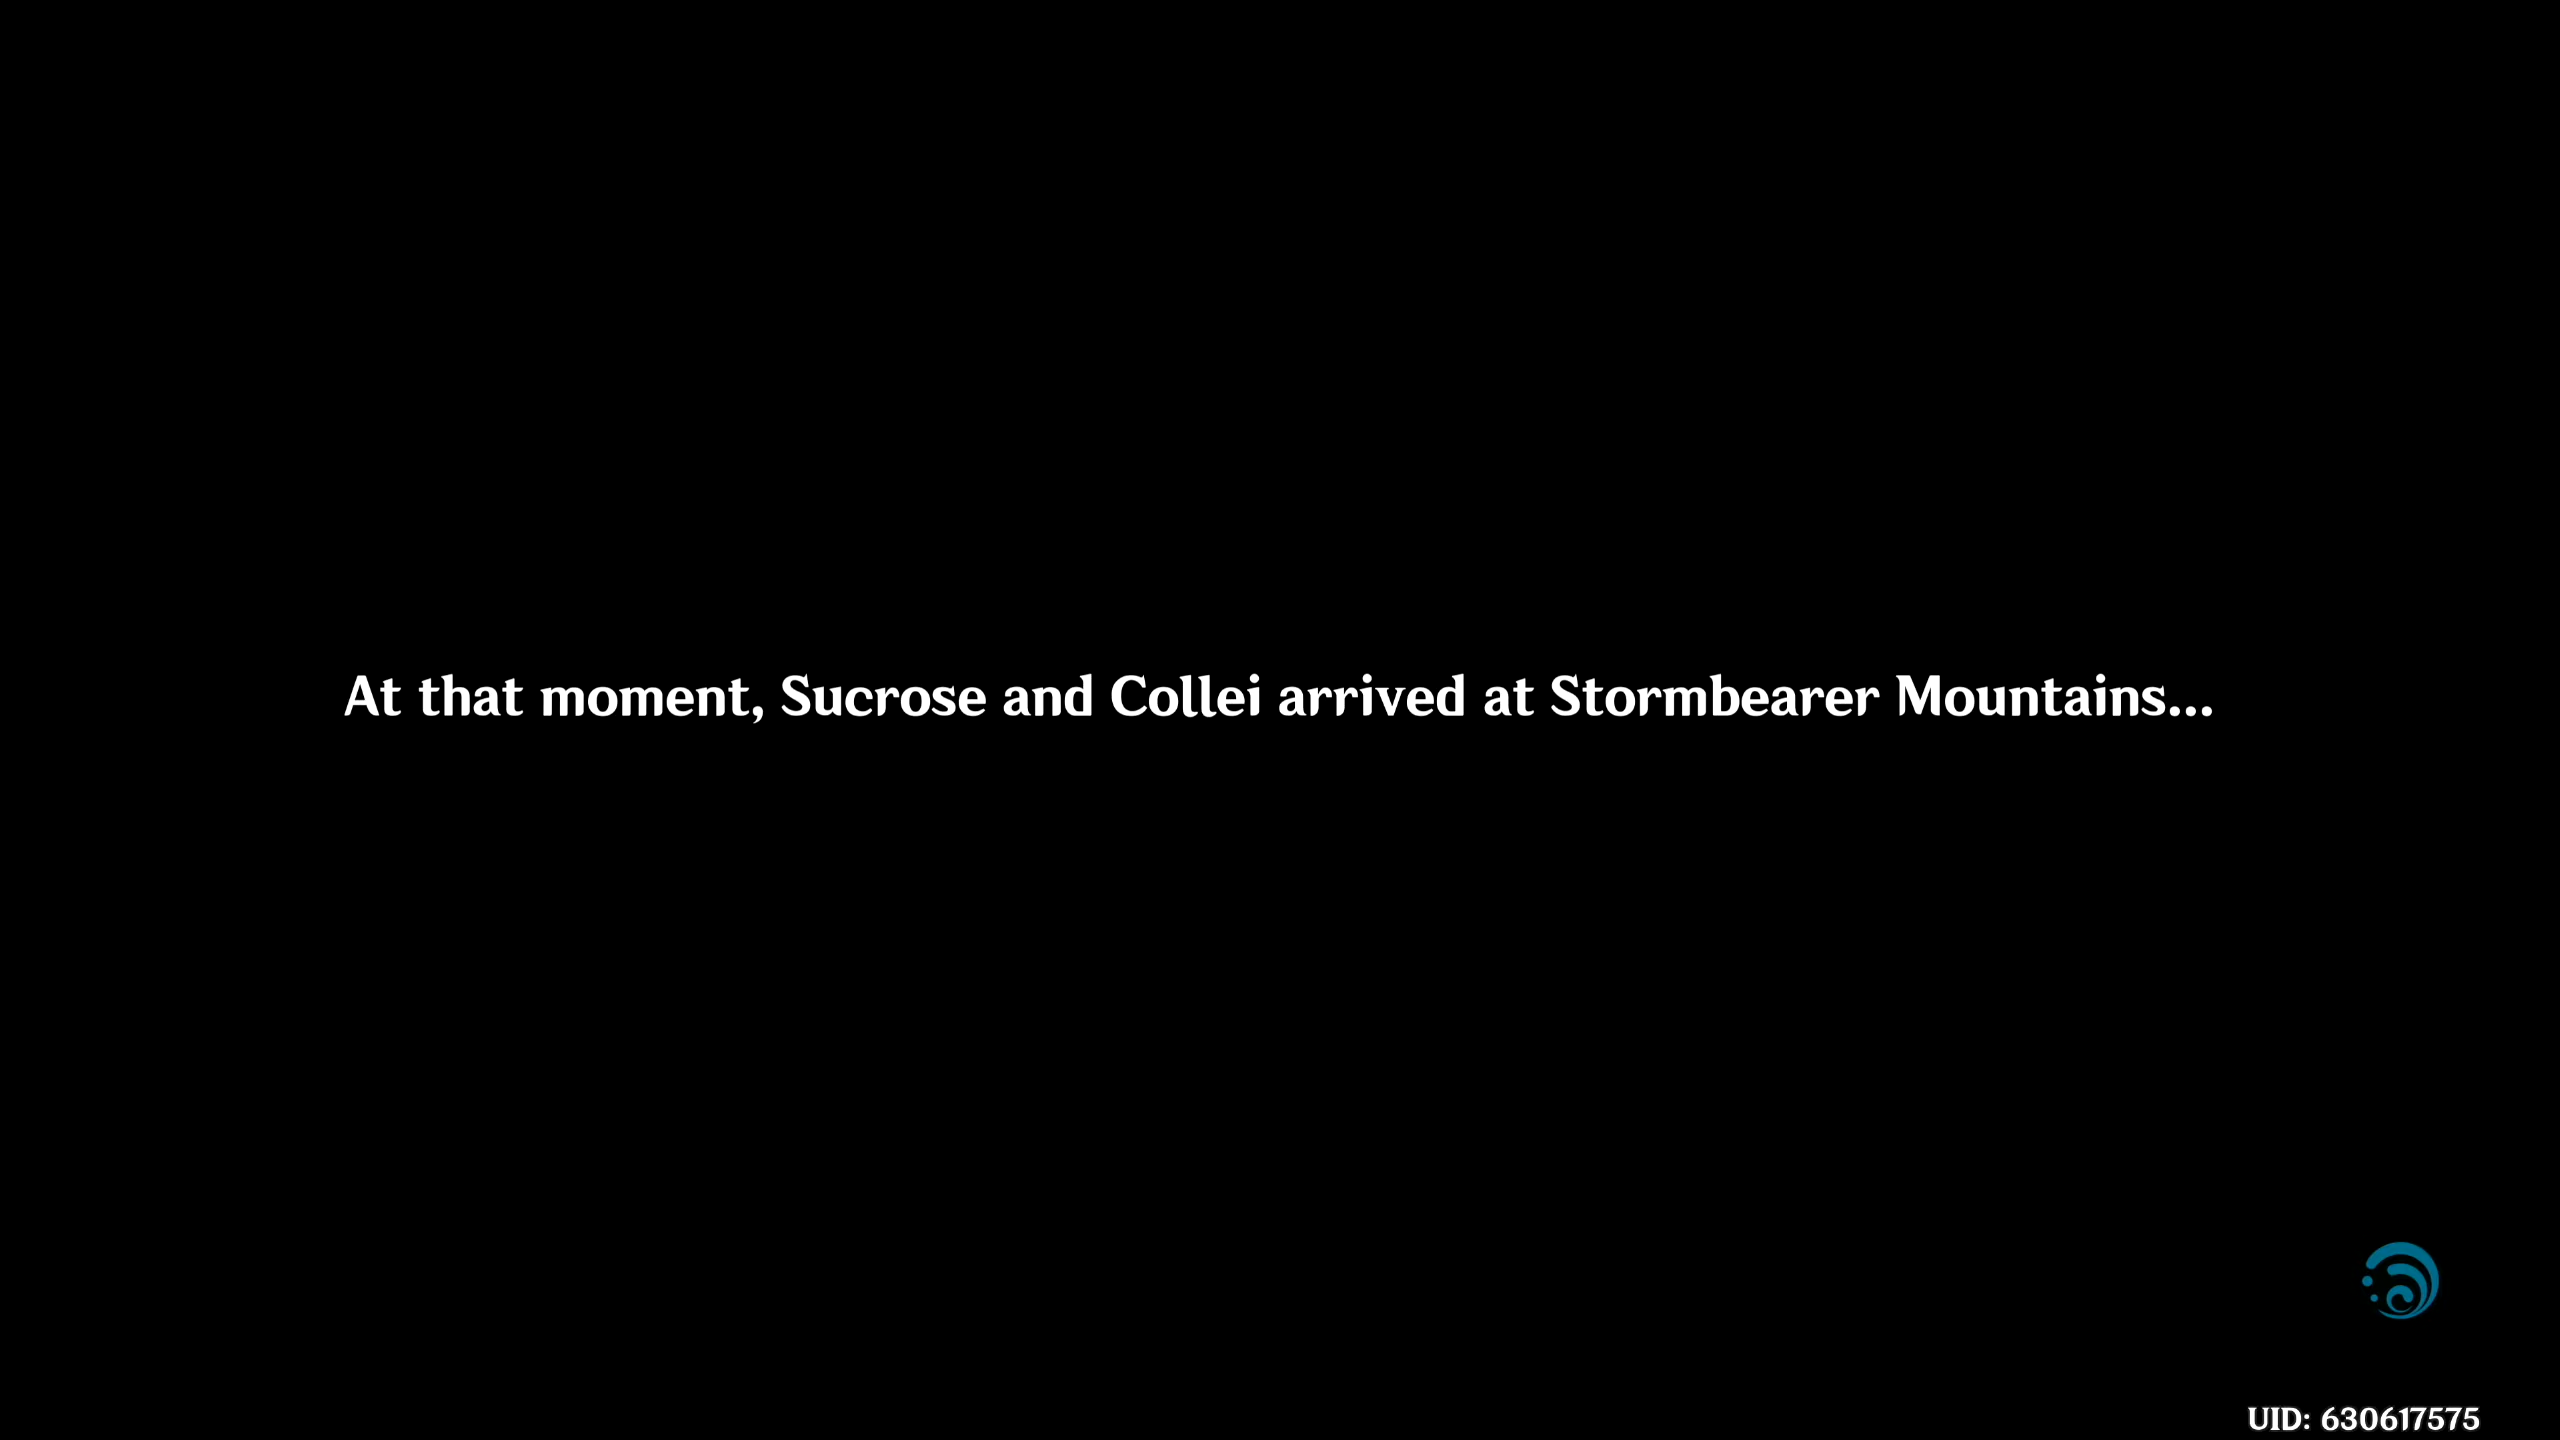 At that moment, Sucrose and Collei arrived at Stormbearer Mountains...
UID: 630617575